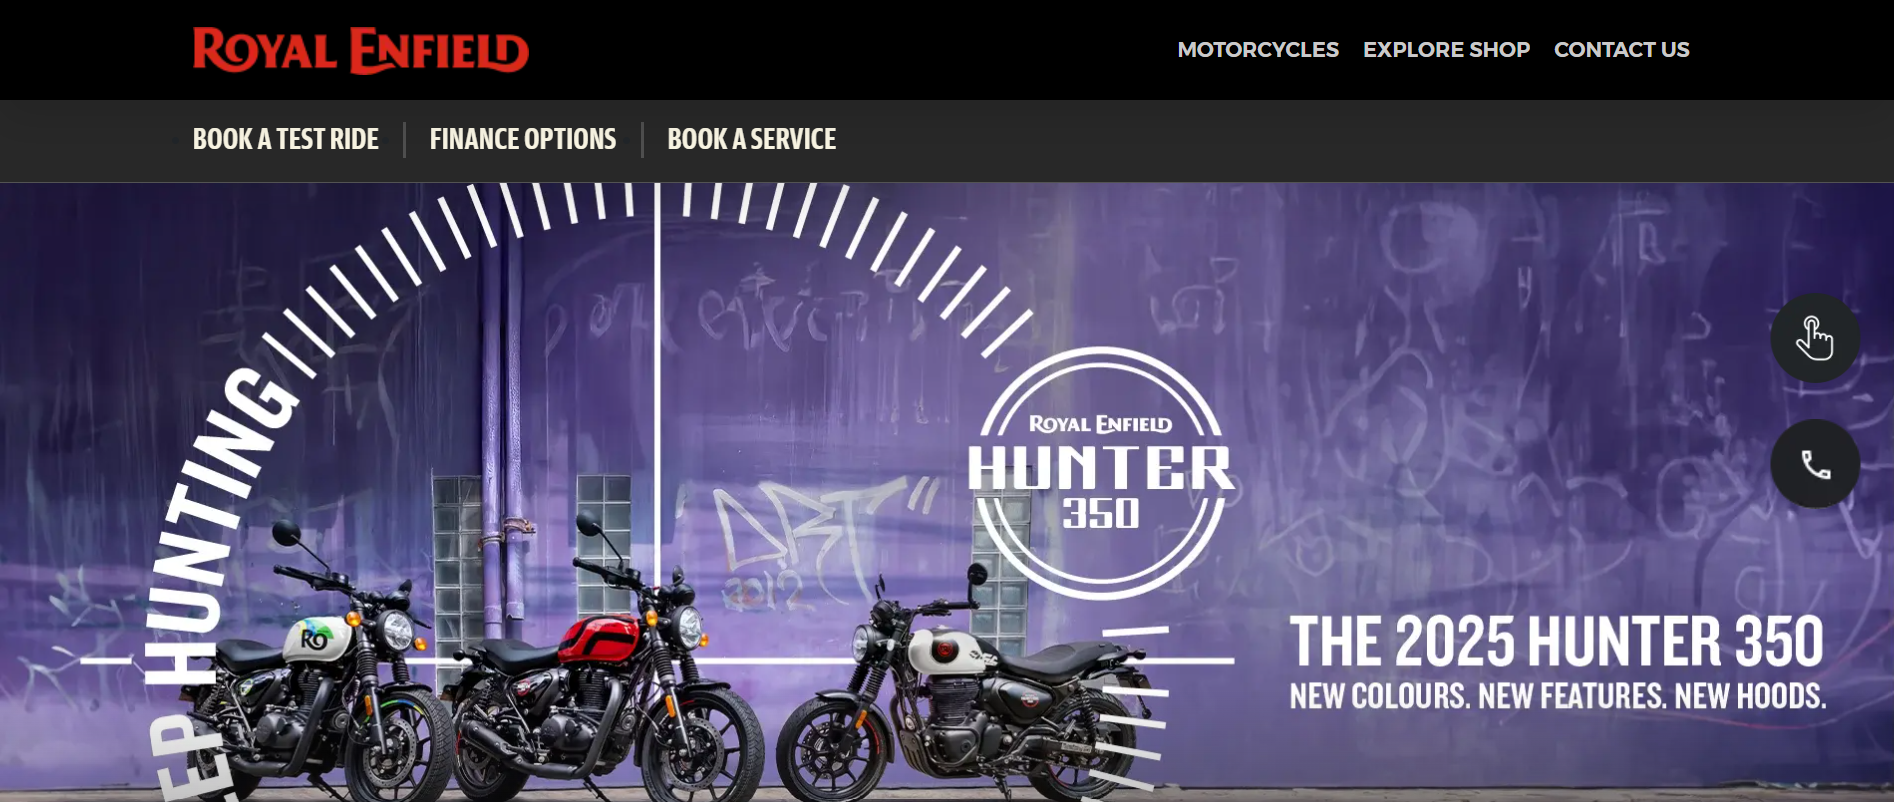 ROYAL ENFIELD
MOTORCYCLES EXPLORE SHOP CONTACT US
BOOK A TEST RIDE
FINANCE OPTIONS
BOOK A SERVICE
HUNTING
ROYAL ENFIELD
HUNTER
350
DRT"
2012
RO
THE 2025 HUNTER 350
NEW COLOURS. NEW FEATURES. NEW HOODS.